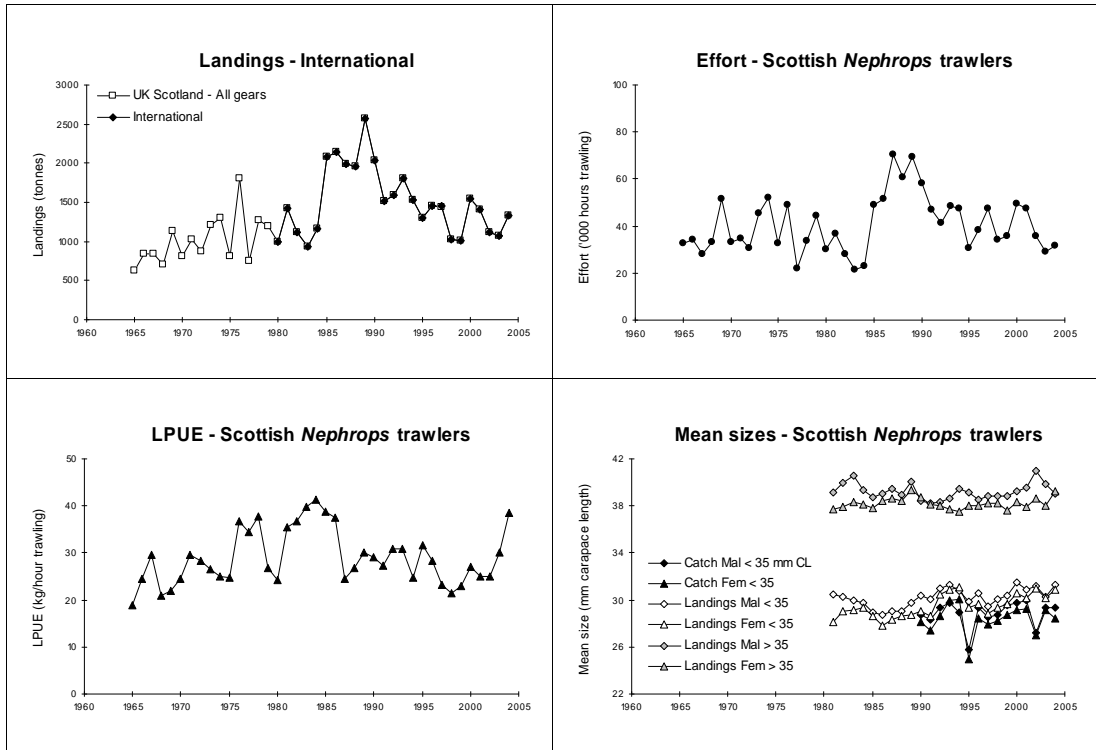 Landings - International
3000
2500
2000
1500
1000
500
0
Landings (tonnes)
UK Scotland - All gears
International
1960 1965 1970 1975 1980 1985 1990 1995 2000 2005
Effort - Scottish Nephrops trawlers
100
80
60
40
20
0
Effort ('000 hours trawling)
1960 1965 1970 1975 1980 1985 1990 1995 2000 2005
LPUE - Scottish Nephrops trawlers
50
40
30
20
10
0
LPUE (kg/hour trawling)
1960 1965 1970 1975 1980 1985 1990 1995 2000 2005
Mean sizes - Scottish Nephrops trawlers
42
38
34
30
26
22
Mean size (mm carapace length)
Catch Mal < 35 mm CL
Catch Fem < 35
Landings Mal < 35
Landings Fem < 35
Landings Mal > 35
Landings Fem > 35
1960 1965 1970 1975 1980 1985 1990 1995 2000 2005